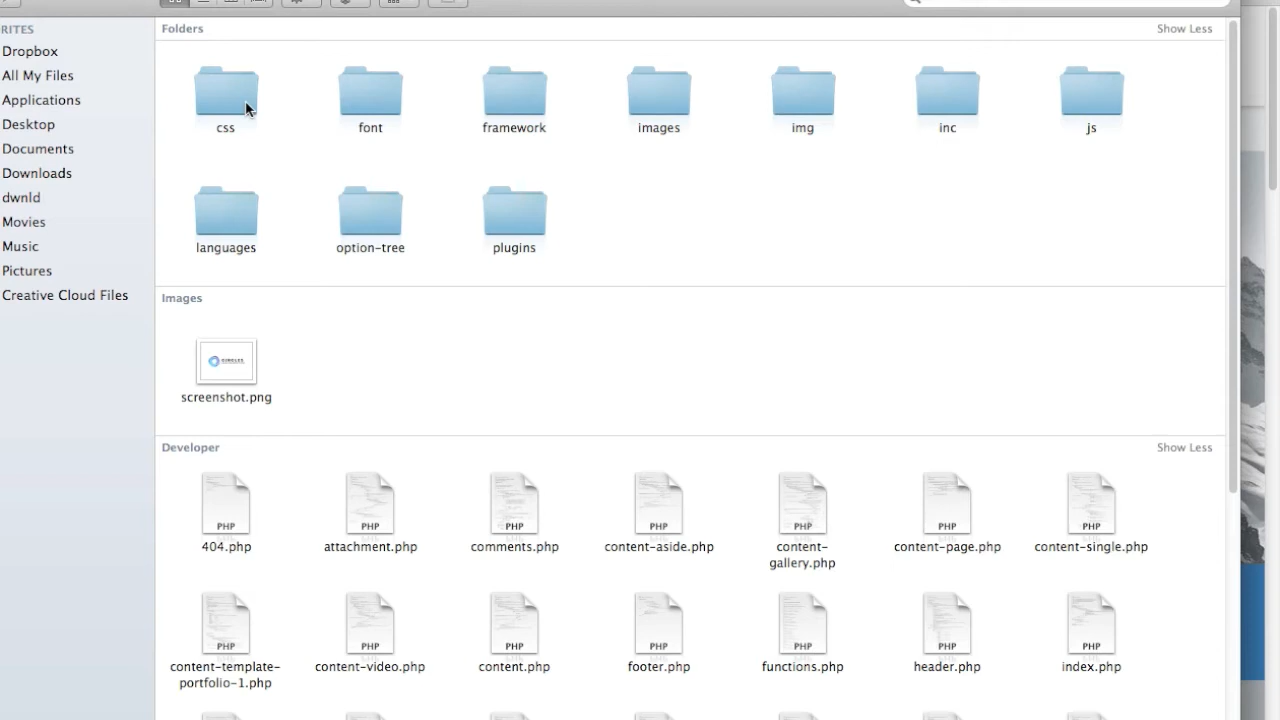 RITES
Dropbox
All My Files
Applications
Desktop
Documents
Downloads
dwnld
Movies
Music
Pictures
Creative Cloud Files
Folders
Show Less
css
font
framework
images
img
inc
js
languages
option-tree
plugins
Images
screenshot.png
Developer
Show Less
PHP
PHP
PHP
PHP
PHP
PHP
PHP
404.php
attachment.php
comments.php
content-aside.php
content-
gallery.php
content-page.php
content-single.php
PHP
PHP
PHP
PHP
PHP
PHP
PHP
content-template-
portfolio-1.php
content-video.php
content.php
footer.php
functions.php
header.php
index.php